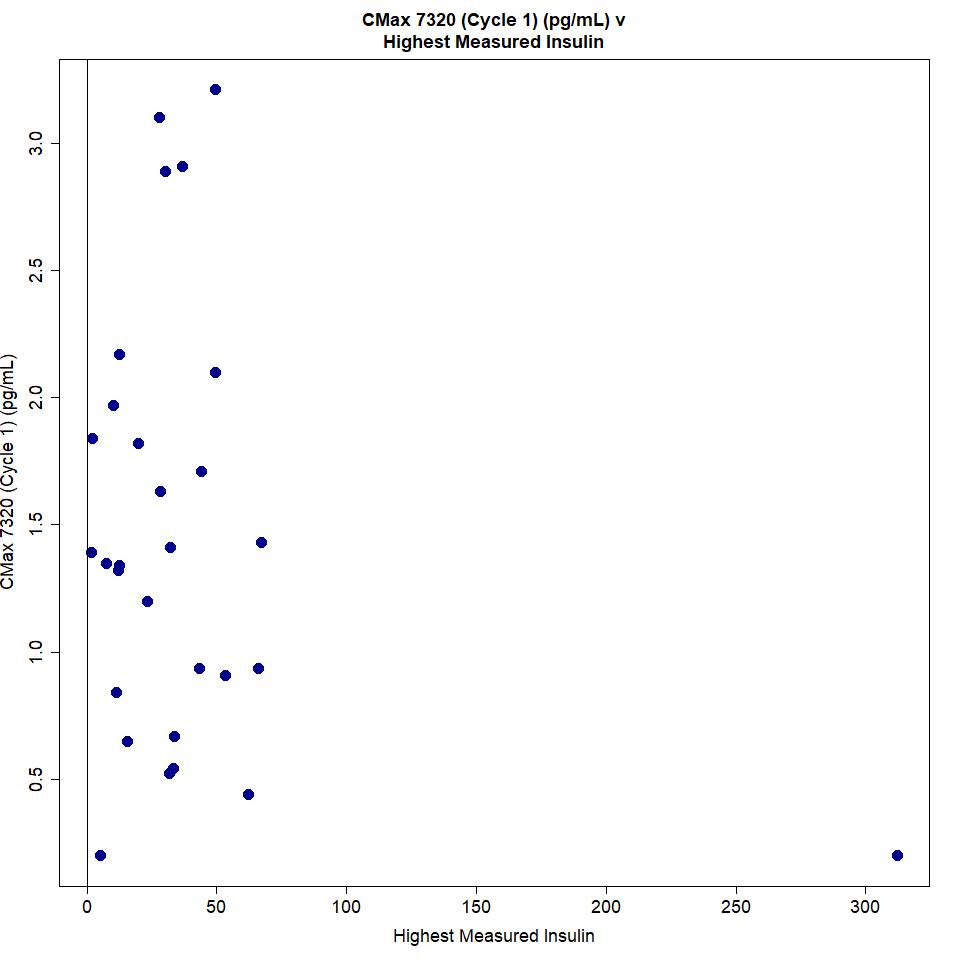 CMax 7320 (Cycle 1) (pg/mL) v
Highest Measured Insulin
CMax 7320 (Cycle 1) (pg/mL)
3.0
2.5
2.0
1.5
1.0
0.5
0 50 100 150 200 250 300
Highest Measured Insulin